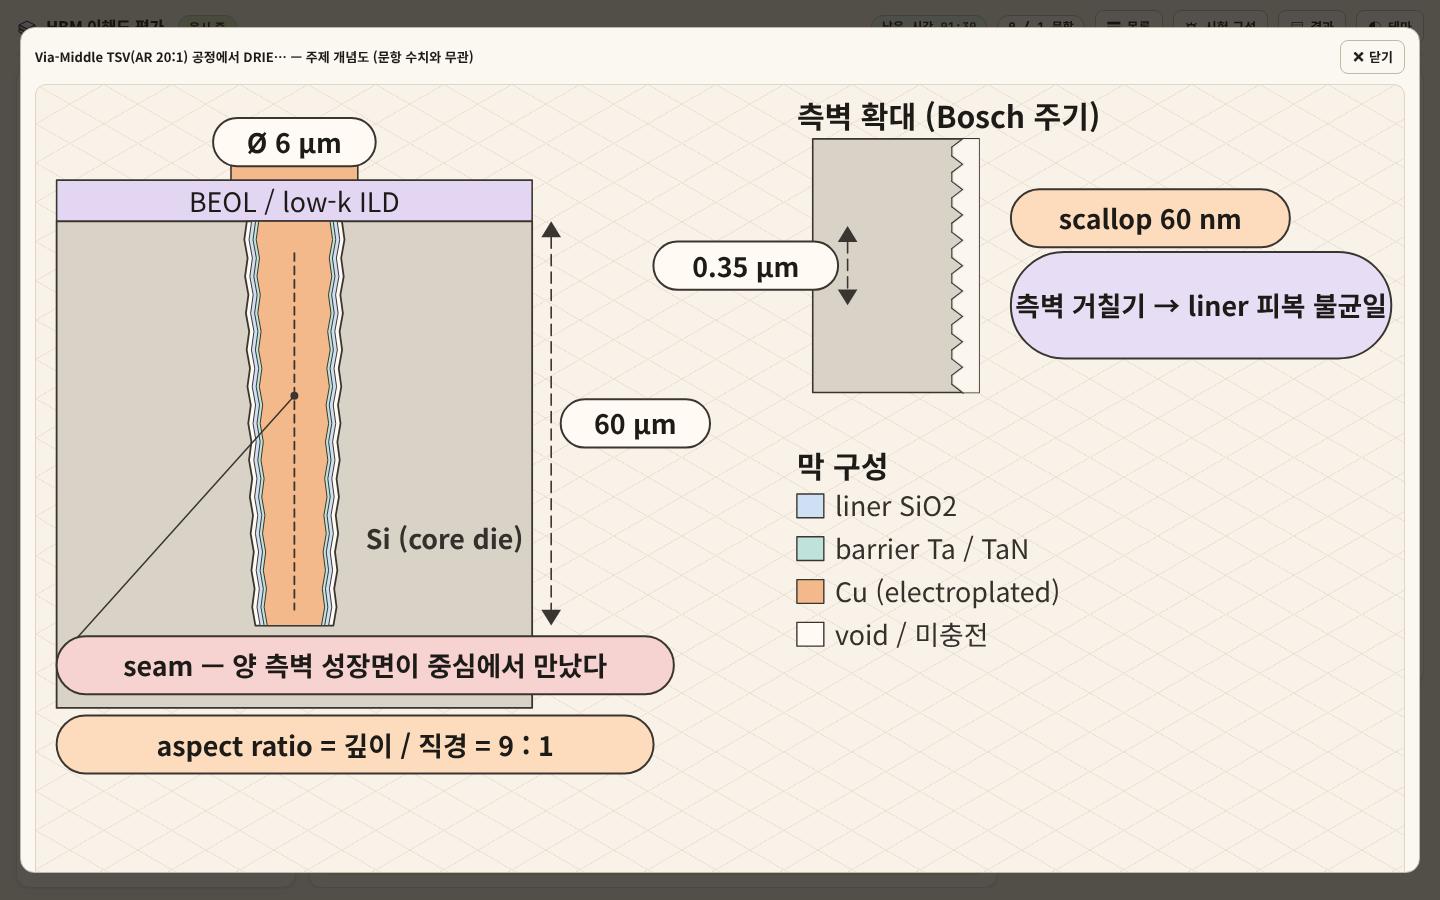 Via-Middle TSV(AR 20:1) 공정에서 DRIE… — 주제 개념도 (문항 수치와 무관)
✕ 닫기
측벽 확대 (Bosch 주기)
Ø 6 µm
BEOL / low-k ILD
scallop 60 nm
0.35 µm
측벽 거칠기 → liner 피복 불균일
60 µm
막 구성
liner SiO2
Si (core die)
barrier Ta / TaN
Cu (electroplated)
void / 미충전
seam — 양 측벽 성장면이 중심에서 만났다
aspect ratio = 깊이 / 직경 = 9 : 1